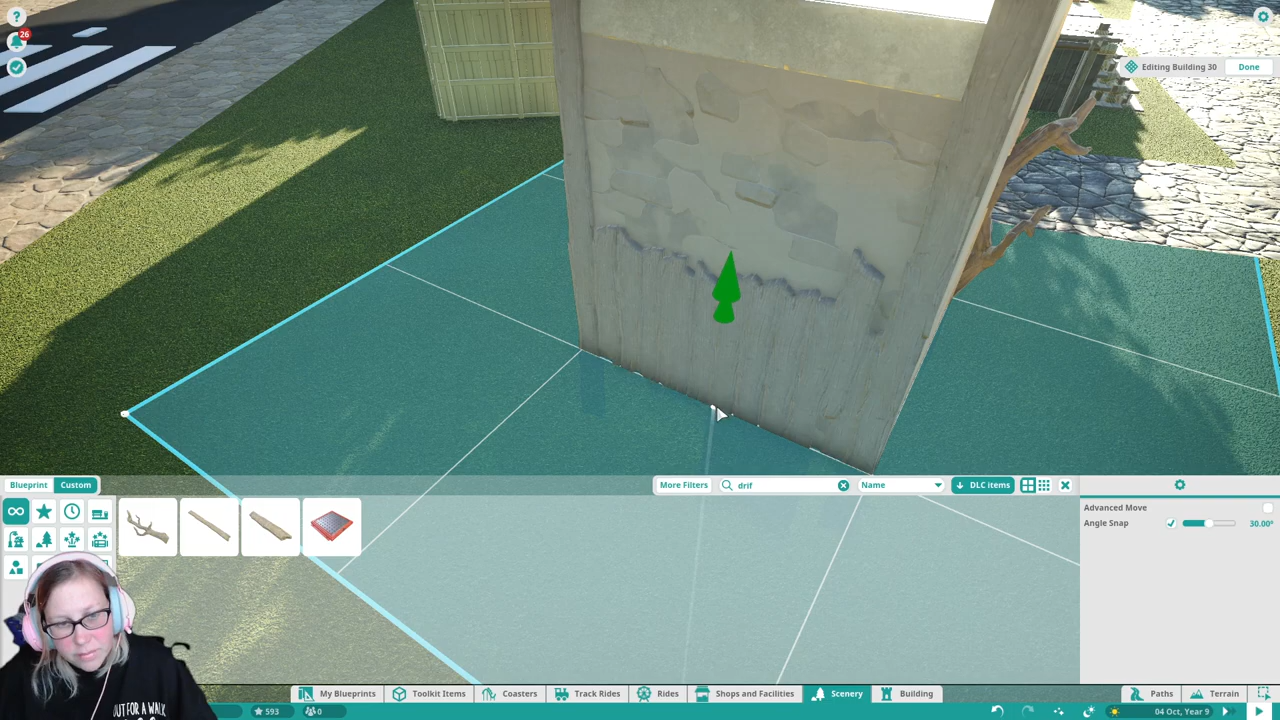 ?
26
Editing Building 30 Done
Blueprint Custom More Filters drif Name DLC items
Advanced Move
Angle Snap 30.00°
OUT FOR A WALK
My Blueprints Toolkit Items Coasters Track Rides Rides Shops and Facilities Scenery Building Paths Terrain
593 0 04 Oct, Year 9